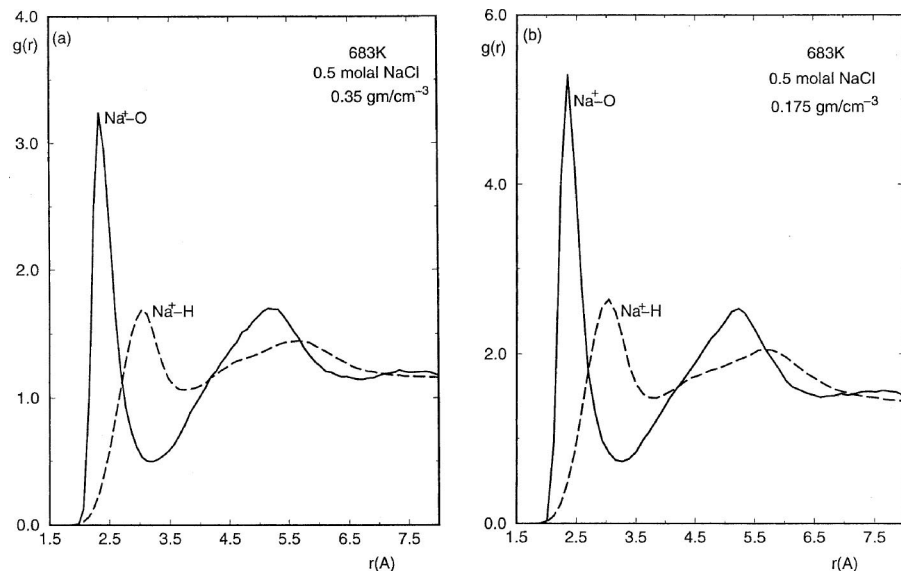 4.0
g(r)
(a)
683K
0.5 molal NaCl
0.35 gm/cm⁻³
Na⁺–O
3.0
2.0
Na⁺–H
1.0
0.0
1.5 2.5 3.5 4.5 5.5 6.5 7.5
r(A)
6.0
g(r)
(b)
683K
0.5 molal NaCl
0.175 gm/cm⁻³
Na⁺–O
4.0
Na⁺–H
2.0
0.0
1.5 2.5 3.5 4.5 5.5 6.5 7.5
r(A)